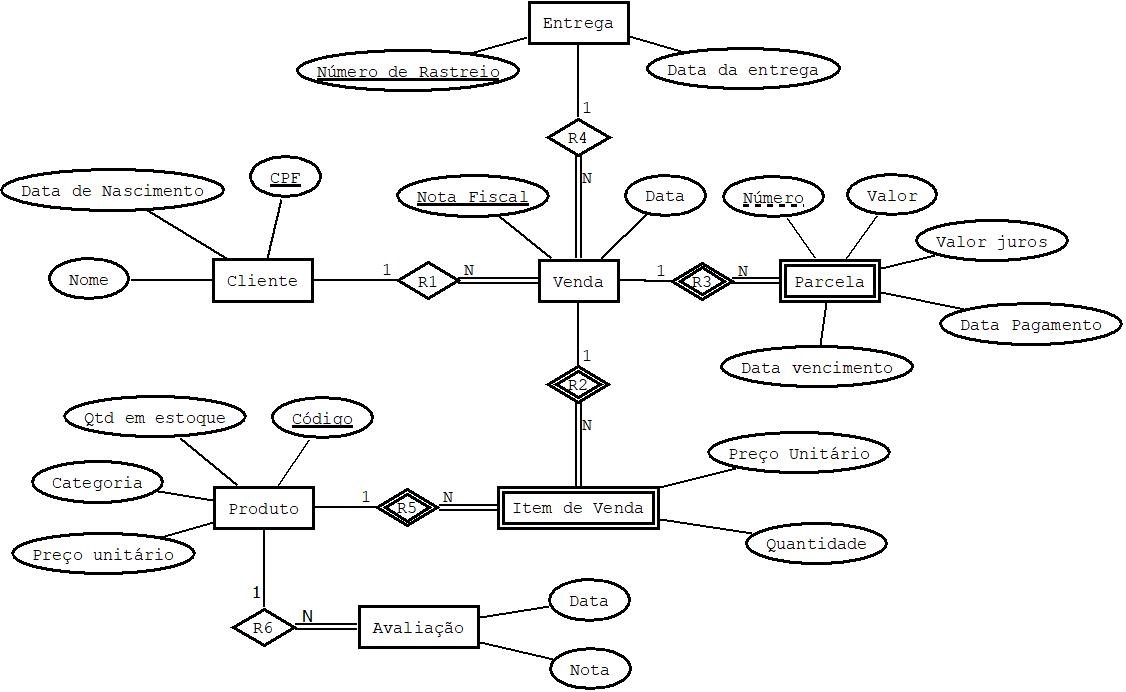 Entrega
Número de Rastreio
Data da entrega
1
R4
N
Data de Nascimento
CPF
Nota Fiscal
Data
Número
Valor
Valor juros
Nome
Cliente
1
R1
N
Venda
1
R3
N
Parcela
Data Pagamento
Data vencimento
1
R2
N
Qtd em estoque
Código
Categoria
Preço unitário
Produto
1
R5
N
Item de Venda
Preço Unitário
Quantidade
1
R6
N
Avaliação
Data
Nota